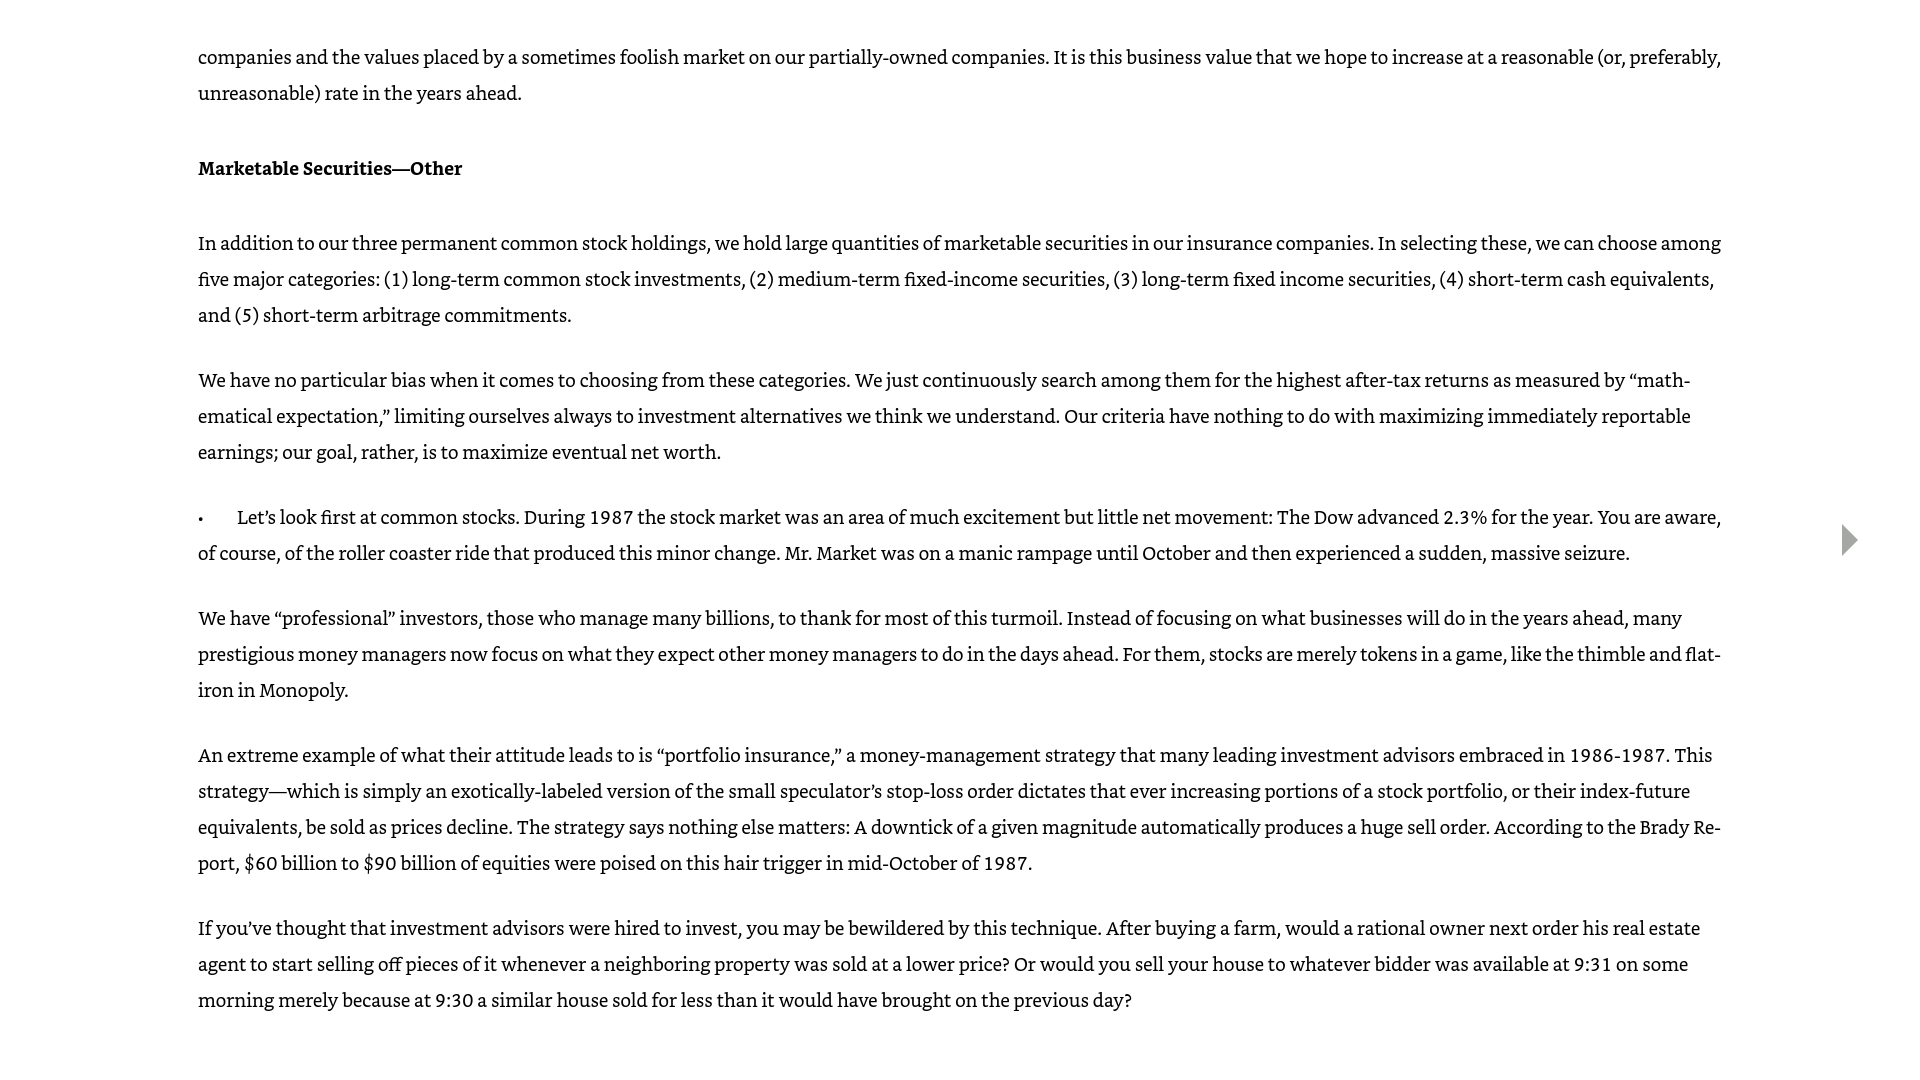 companies and the values placed by a sometimes foolish market on our partially-owned companies. It is this business value that we hope to increase at a reasonable (or, preferably,
unreasonable) rate in the years ahead.
Marketable Securities—Other
In addition to our three permanent common stock holdings, we hold large quantities of marketable securities in our insurance companies. In selecting these, we can choose among
five major categories: (1) long-term common stock investments, (2) medium-term fixed-income securities, (3) long-term fixed income securities, (4) short-term cash equivalents,
and (5) short-term arbitrage commitments.
We have no particular bias when it comes to choosing from these categories. We just continuously search among them for the highest after-tax returns as measured by “math-
ematical expectation,” limiting ourselves always to investment alternatives we think we understand. Our criteria have nothing to do with maximizing immediately reportable
earnings; our goal, rather, is to maximize eventual net worth.
• Let’s look first at common stocks. During 1987 the stock market was an area of much excitement but little net movement: The Dow advanced 2.3% for the year. You are aware,
of course, of the roller coaster ride that produced this minor change. Mr. Market was on a manic rampage until October and then experienced a sudden, massive seizure.
We have “professional” investors, those who manage many billions, to thank for most of this turmoil. Instead of focusing on what businesses will do in the years ahead, many
prestigious money managers now focus on what they expect other money managers to do in the days ahead. For them, stocks are merely tokens in a game, like the thimble and flat-
iron in Monopoly.
An extreme example of what their attitude leads to is “portfolio insurance,” a money-management strategy that many leading investment advisors embraced in 1986-1987. This
strategy—which is simply an exotically-labeled version of the small speculator’s stop-loss order dictates that ever increasing portions of a stock portfolio, or their index-future
equivalents, be sold as prices decline. The strategy says nothing else matters: A downtick of a given magnitude automatically produces a huge sell order. According to the Brady Re-
port, $60 billion to $90 billion of equities were poised on this hair trigger in mid-October of 1987.
If you’ve thought that investment advisors were hired to invest, you may be bewildered by this technique. After buying a farm, would a rational owner next order his real estate
agent to start selling off pieces of it whenever a neighboring property was sold at a lower price? Or would you sell your house to whatever bidder was available at 9:31 on some
morning merely because at 9:30 a similar house sold for less than it would have brought on the previous day?